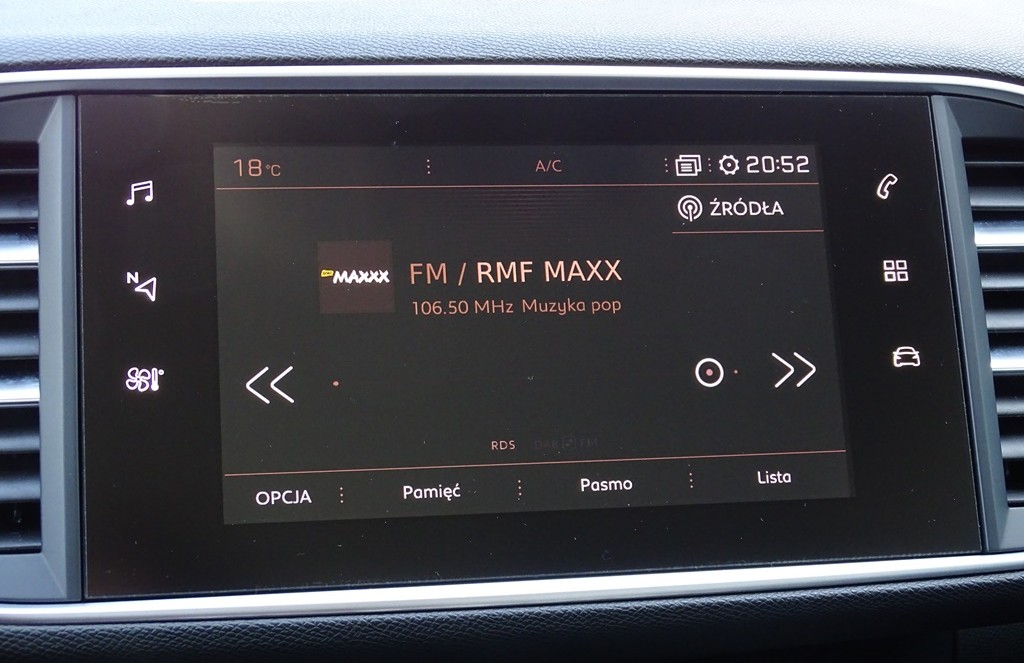 18°C A/C 20:52
ŹRÓDŁA
MAXXX FM / RMF MAXX
106.50 MHz Muzyka pop
N
RDS
OPCJA Pamięć Pasmo Lista